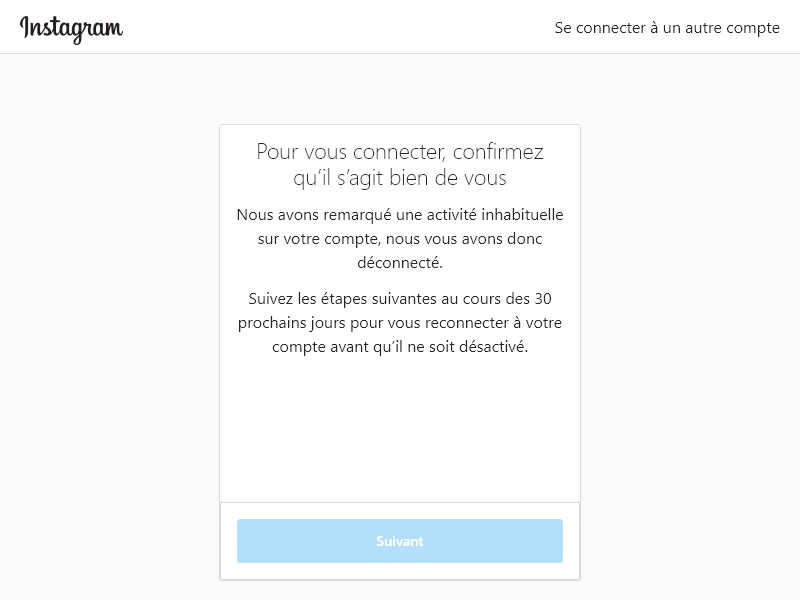 Instagram
Se connecter à un autre compte
Pour vous connecter, confirmez
qu’il s’agit bien de vous
Nous avons remarqué une activité inhabituelle
sur votre compte, nous vous avons donc
déconnecté.
Suivez les étapes suivantes au cours des 30
prochains jours pour vous reconnecter à votre
compte avant qu’il ne soit désactivé.
Suivant